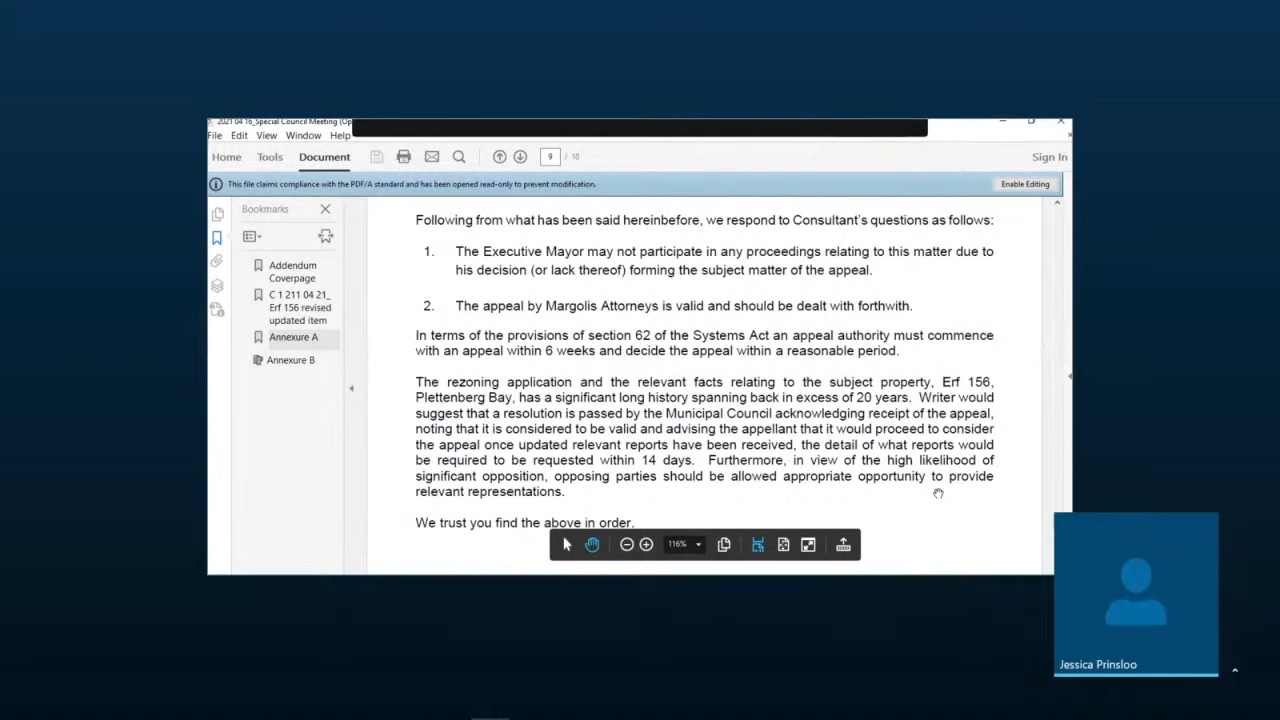 2021 04 16_Special Council Meeting (Op
File Edit View Window Help
Home Tools Document 9 / 10 Sign In
This file claims compliance with the PDF/A standard and has been opened read-only to prevent modification. Enable Editing
Bookmarks
Addendum
Coverpage
C 1 211 04 21_
Erf 156 revised
updated item
Annexure A
Annexure B
Following from what has been said hereinbefore, we respond to Consultant's questions as follows:
1. The Executive Mayor may not participate in any proceedings relating to this matter due to
his decision (or lack thereof) forming the subject matter of the appeal.
2. The appeal by Margolis Attorneys is valid and should be dealt with forthwith.
In terms of the provisions of section 62 of the Systems Act an appeal authority must commence
with an appeal within 6 weeks and decide the appeal within a reasonable period.
The rezoning application and the relevant facts relating to the subject property, Erf 156,
Plettenberg Bay, has a significant long history spanning back in excess of 20 years. Writer would
suggest that a resolution is passed by the Municipal Council acknowledging receipt of the appeal,
noting that it is considered to be valid and advising the appellant that it would proceed to consider
the appeal once updated relevant reports have been received, the detail of what reports would
be required to be requested within 14 days. Furthermore, in view of the high likelihood of
significant opposition, opposing parties should be allowed appropriate opportunity to provide
relevant representations.
We trust you find the above in order.
116%
Jessica Prinsloo